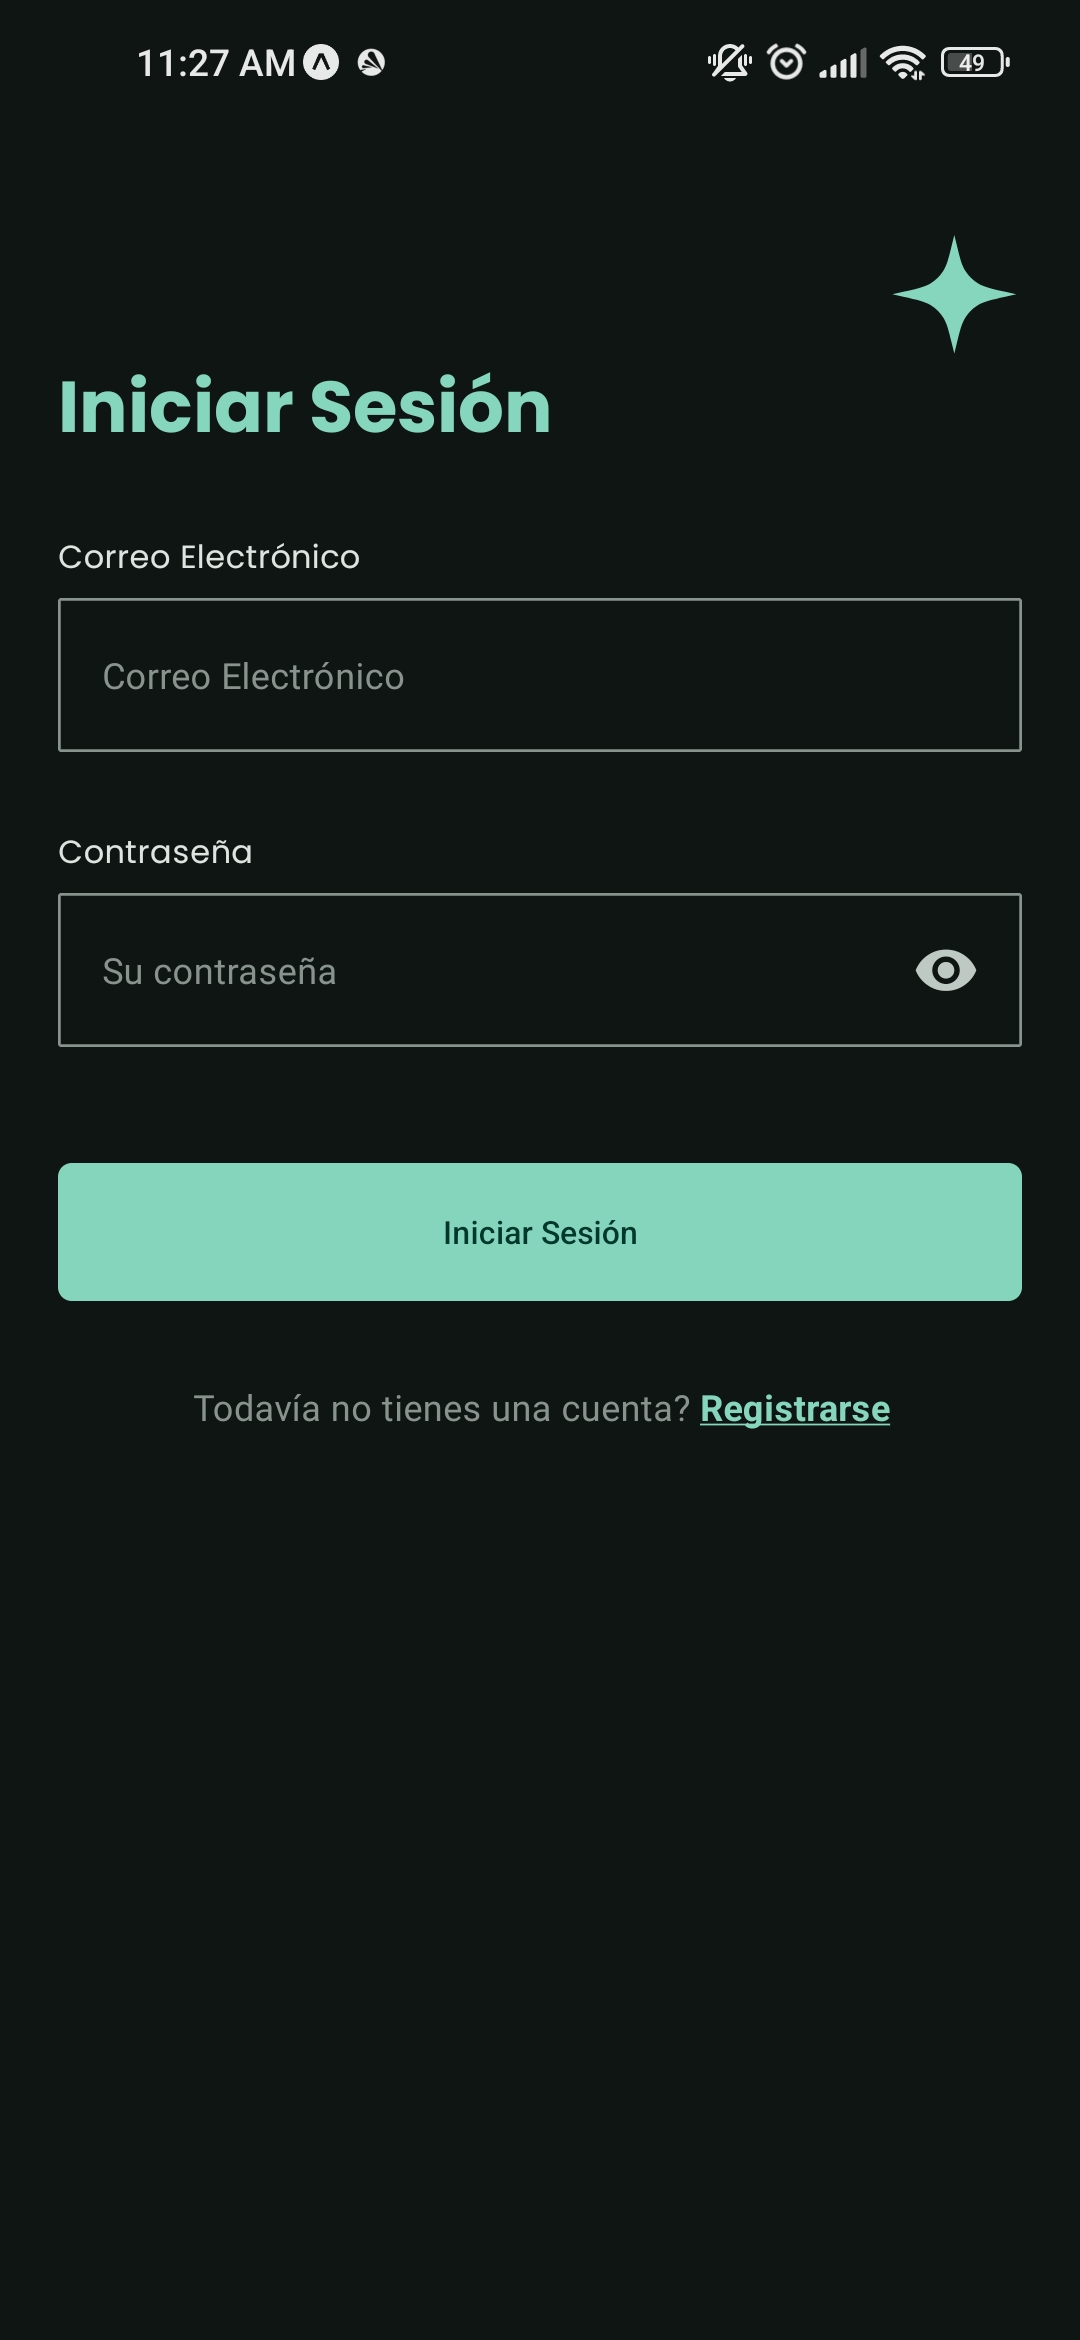 11:27 AM
49
Iniciar Sesión
Correo Electrónico
Correo Electrónico
Contraseña
Su contraseña
Iniciar Sesión
Todavía no tienes una cuenta? Registrarse